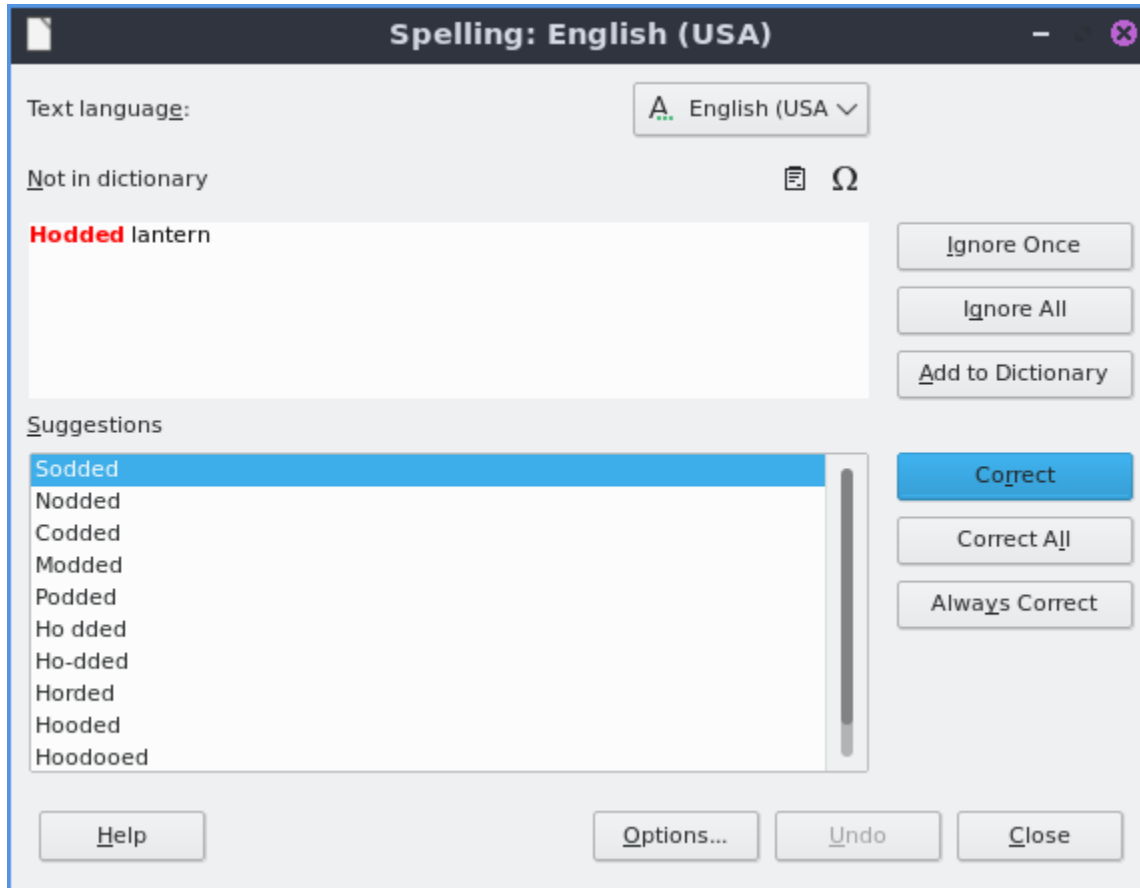 Spelling: English (USA)
Text language:
A English (USA
Not in dictionary
Ω
Hodded lantern
Ignore Once
Ignore All
Add to Dictionary
Suggestions
Sodded
Nodded
Codded
Modded
Podded
Ho dded
Ho-dded
Horded
Hooded
Hoodooed
Correct
Correct All
Always Correct
Help
Options...
Undo
Close